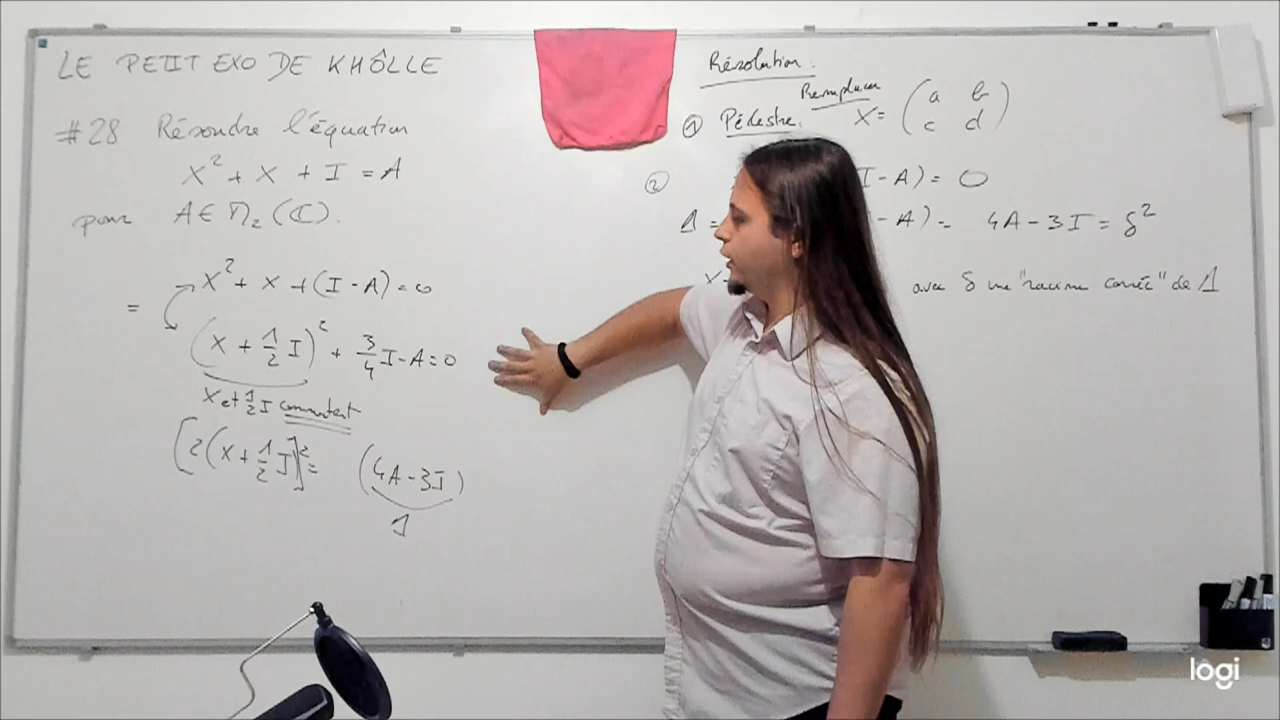 LE PETIT EXO DE KHÔLLE
#28 Résoudre l'équation
X² + X + I = A
pour A ∈ M₂(ℂ).
X² + X + (I - A) = 0
= (X + 1/2 I)² + 3/4 I - A = 0
X et 1/2 I commutent
[2(X + 1/2 I)]² = (4A - 3I)
Δ
Résolution :
① Pédestre. Remplacer X = (a b
c d)
② I - A) = 0
Δ = - A) = 4A - 3I = δ²
X avec δ une "racine carrée" de Δ
logi